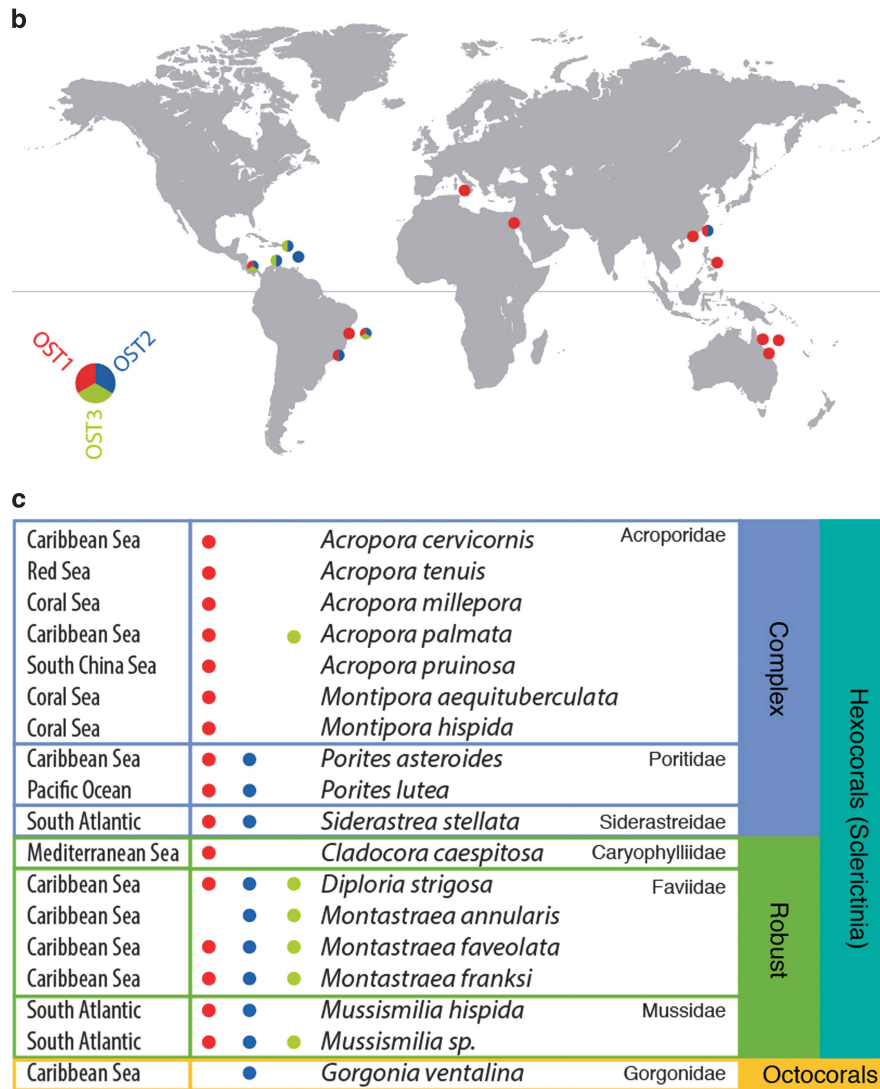 b
OST1
OST2
OST3
c
Caribbean Sea Acropora cervicornis Acroporidae
Red Sea Acropora tenuis
Coral Sea Acropora millepora
Caribbean Sea Acropora palmata
South China Sea Acropora pruinosa
Coral Sea Montipora aequituberculata
Coral Sea Montipora hispida
Caribbean Sea Porites asteroides Poritidae
Pacific Ocean Porites lutea
South Atlantic Siderastrea stellata Siderastreidae
Mediterranean Sea Cladocora caespitosa Caryophylliidae
Caribbean Sea Diploria strigosa Faviidae
Caribbean Sea Montastraea annularis
Caribbean Sea Montastraea faveolata
Caribbean Sea Montastraea franksi
South Atlantic Mussismilia hispida Mussidae
South Atlantic Mussismilia sp.
Caribbean Sea Gorgonia ventalina Gorgonidae
Complex
Robust
Hexocorals (Sclerictinia)
Octocorals